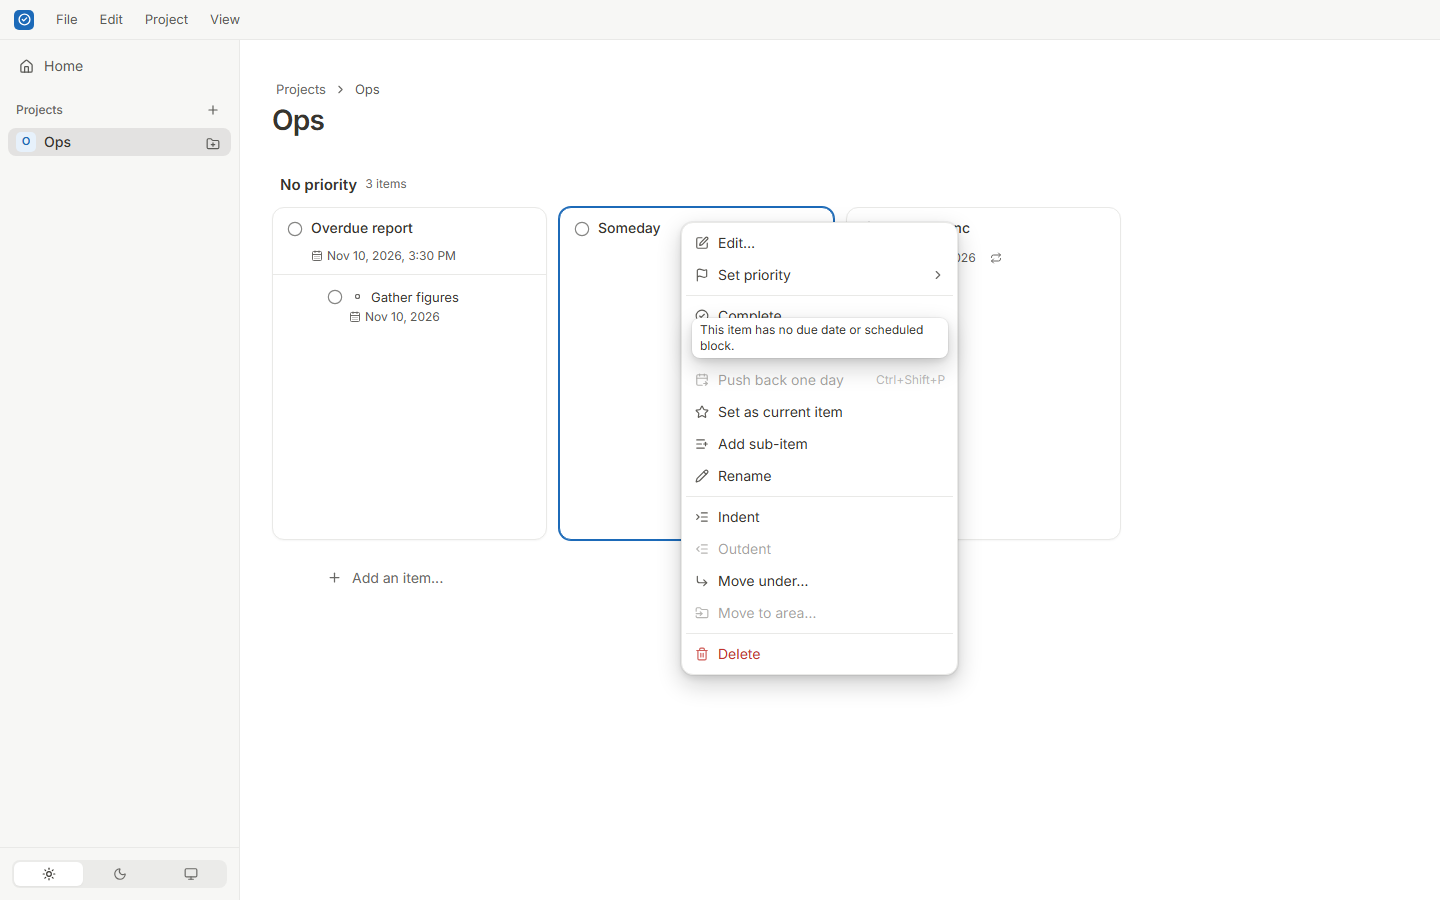 File Edit Project View
Home
Projects
O Ops
Projects > Ops
Ops
No priority 3 items
Overdue report
Nov 10, 2026, 3:30 PM
Gather figures
Nov 10, 2026
Add an item...
Someday
Edit...
Set priority
Complete
This item has no due date or scheduled
block.
Push back one day Ctrl+Shift+P
Set as current item
Add sub-item
Rename
Indent
Outdent
Move under...
Move to area...
Delete